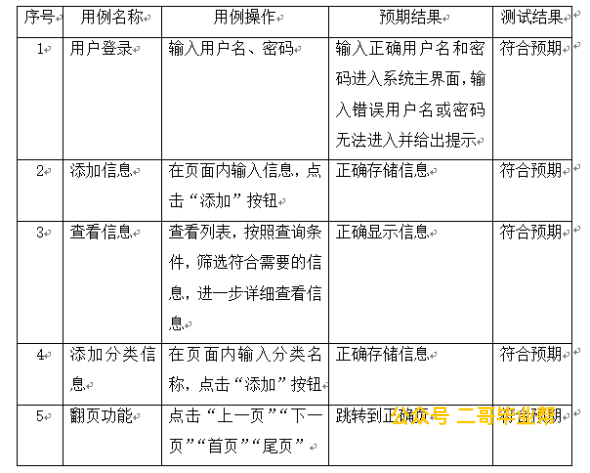 序号 用例名称 用例操作 预期结果 测试结果
1 用户登录 输入用户名、密码 输入正确用户名和密 符合预期
码进入系统主界面，输
入错误用户名或密码
无法进入并给出提示
2 添加信息 在页面内输入信息，点 正确存储信息 符合预期
击“添加”按钮
3 查看信息 查看列表，按照查询条 正确显示信息 符合预期
件，筛选符合需要的信
息，进一步详细查看信
息
4 添加分类信 在页面内输入分类名 正确存储信息 符合预期
息 称，点击“添加”按钮
5 翻页功能 点击“上一页”“下一 跳转到正确页 符合预期
页”“首页”“尾页”
公众号 二哥毕业帮